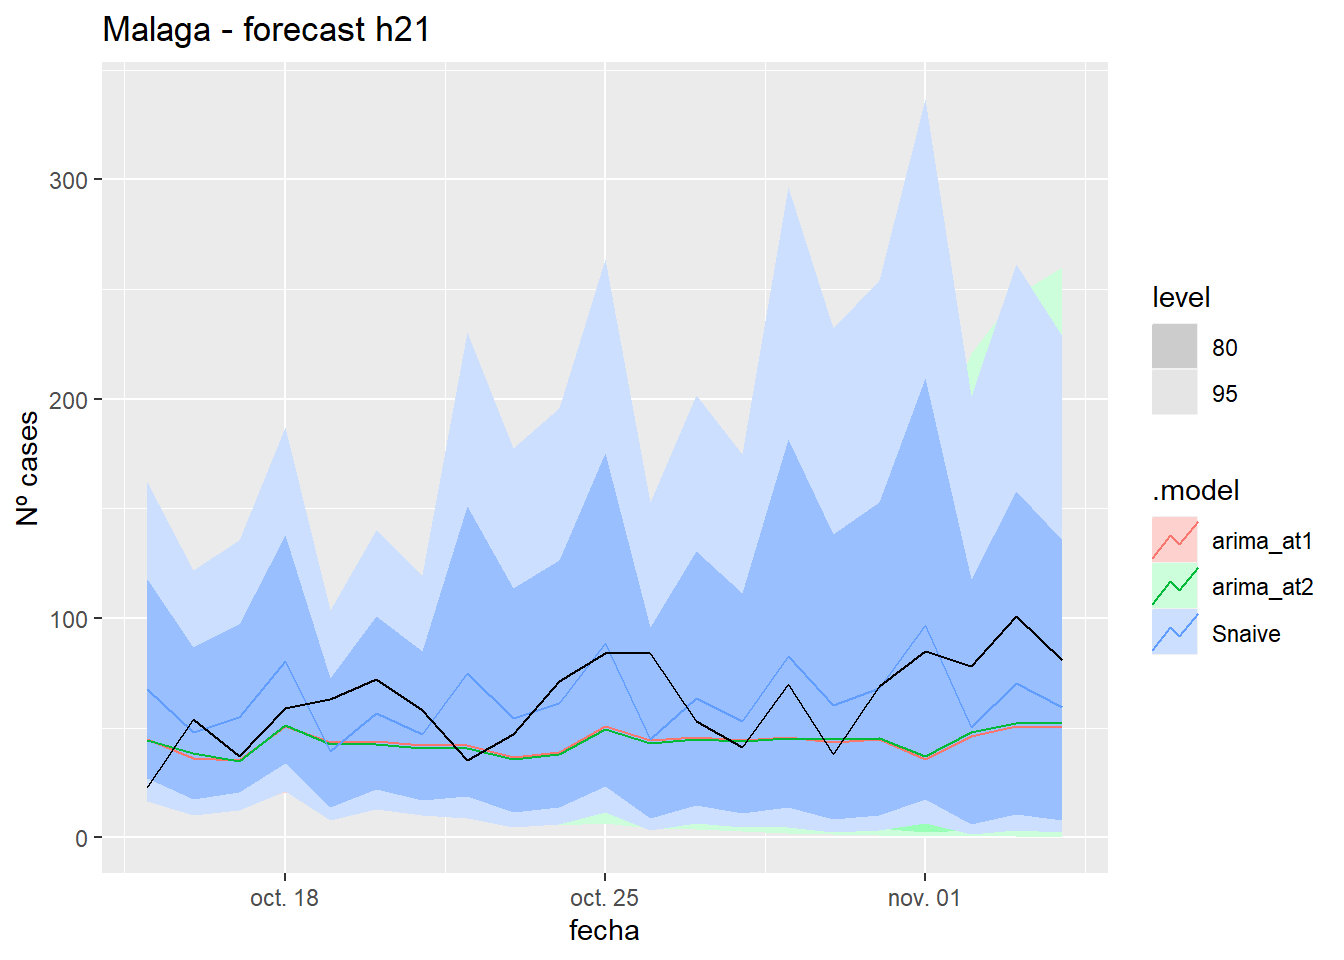 Malaga - forecast h21
300
200
100
0
Nº cases
oct. 18
oct. 25
nov. 01
fecha
level
80
95
.model
arima_at1
arima_at2
Snaive